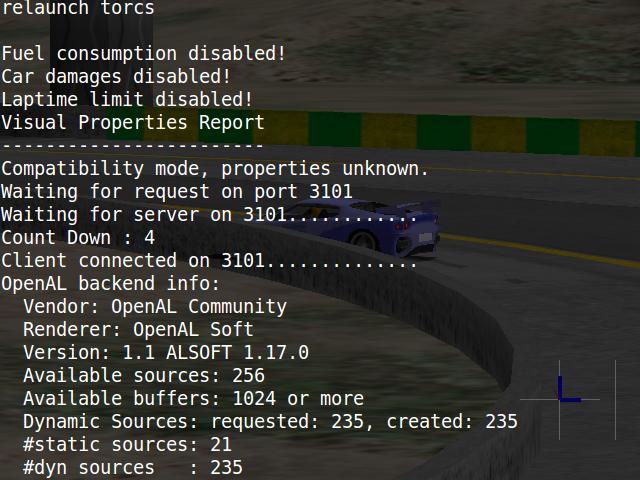 relaunch torcs
Fuel consumption disabled!
Car damages disabled!
Laptime limit disabled!
Visual Properties Report
------------------------
Compatibility mode, properties unknown.
Waiting for request on port 3101
Waiting for server on 3101............
Count Down : 4
Client connected on 3101..............
OpenAL backend info:
  Vendor: OpenAL Community
  Renderer: OpenAL Soft
  Version: 1.1 ALSOFT 1.17.0
  Available sources: 256
  Available buffers: 1024 or more
  Dynamic Sources: requested: 235, created: 235
  #static sources: 21
  #dyn sources   : 235